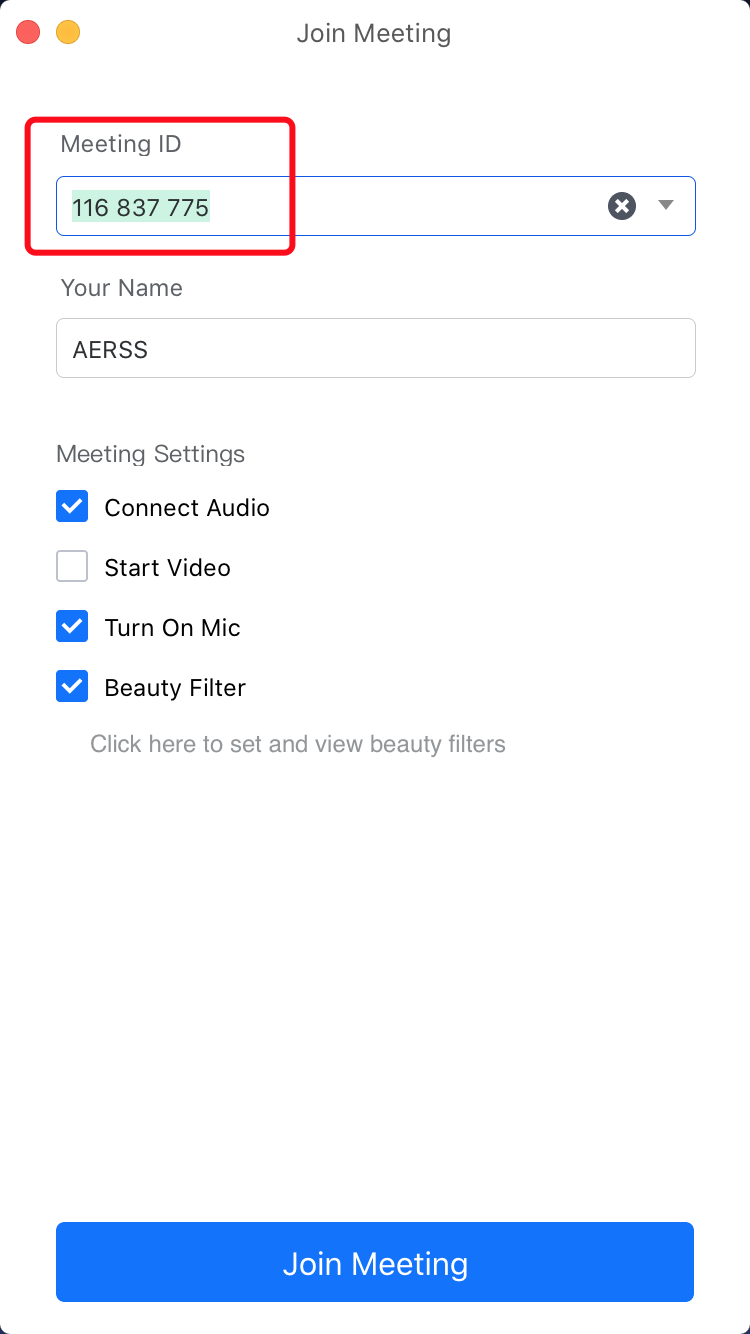 Join Meeting
Meeting ID
116 837 775
Your Name
AERSS
Meeting Settings
Connect Audio
Start Video
Turn On Mic
Beauty Filter
Click here to set and view beauty filters
Join Meeting